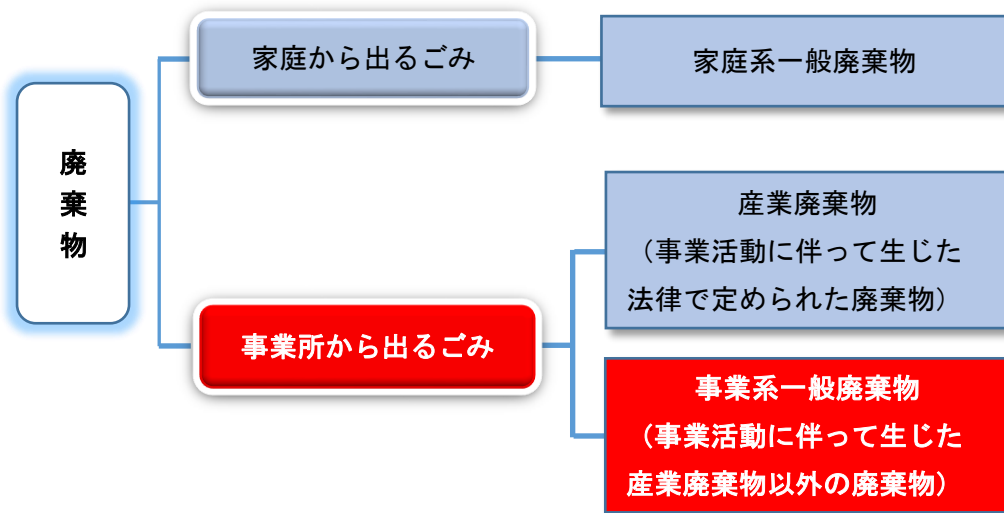 廃棄物
家庭から出るごみ
家庭系一般廃棄物
事業所から出るごみ
産業廃棄物
（事業活動に伴って生じた
法律で定められた廃棄物）
事業系一般廃棄物
（事業活動に伴って生じた
産業廃棄物以外の廃棄物）